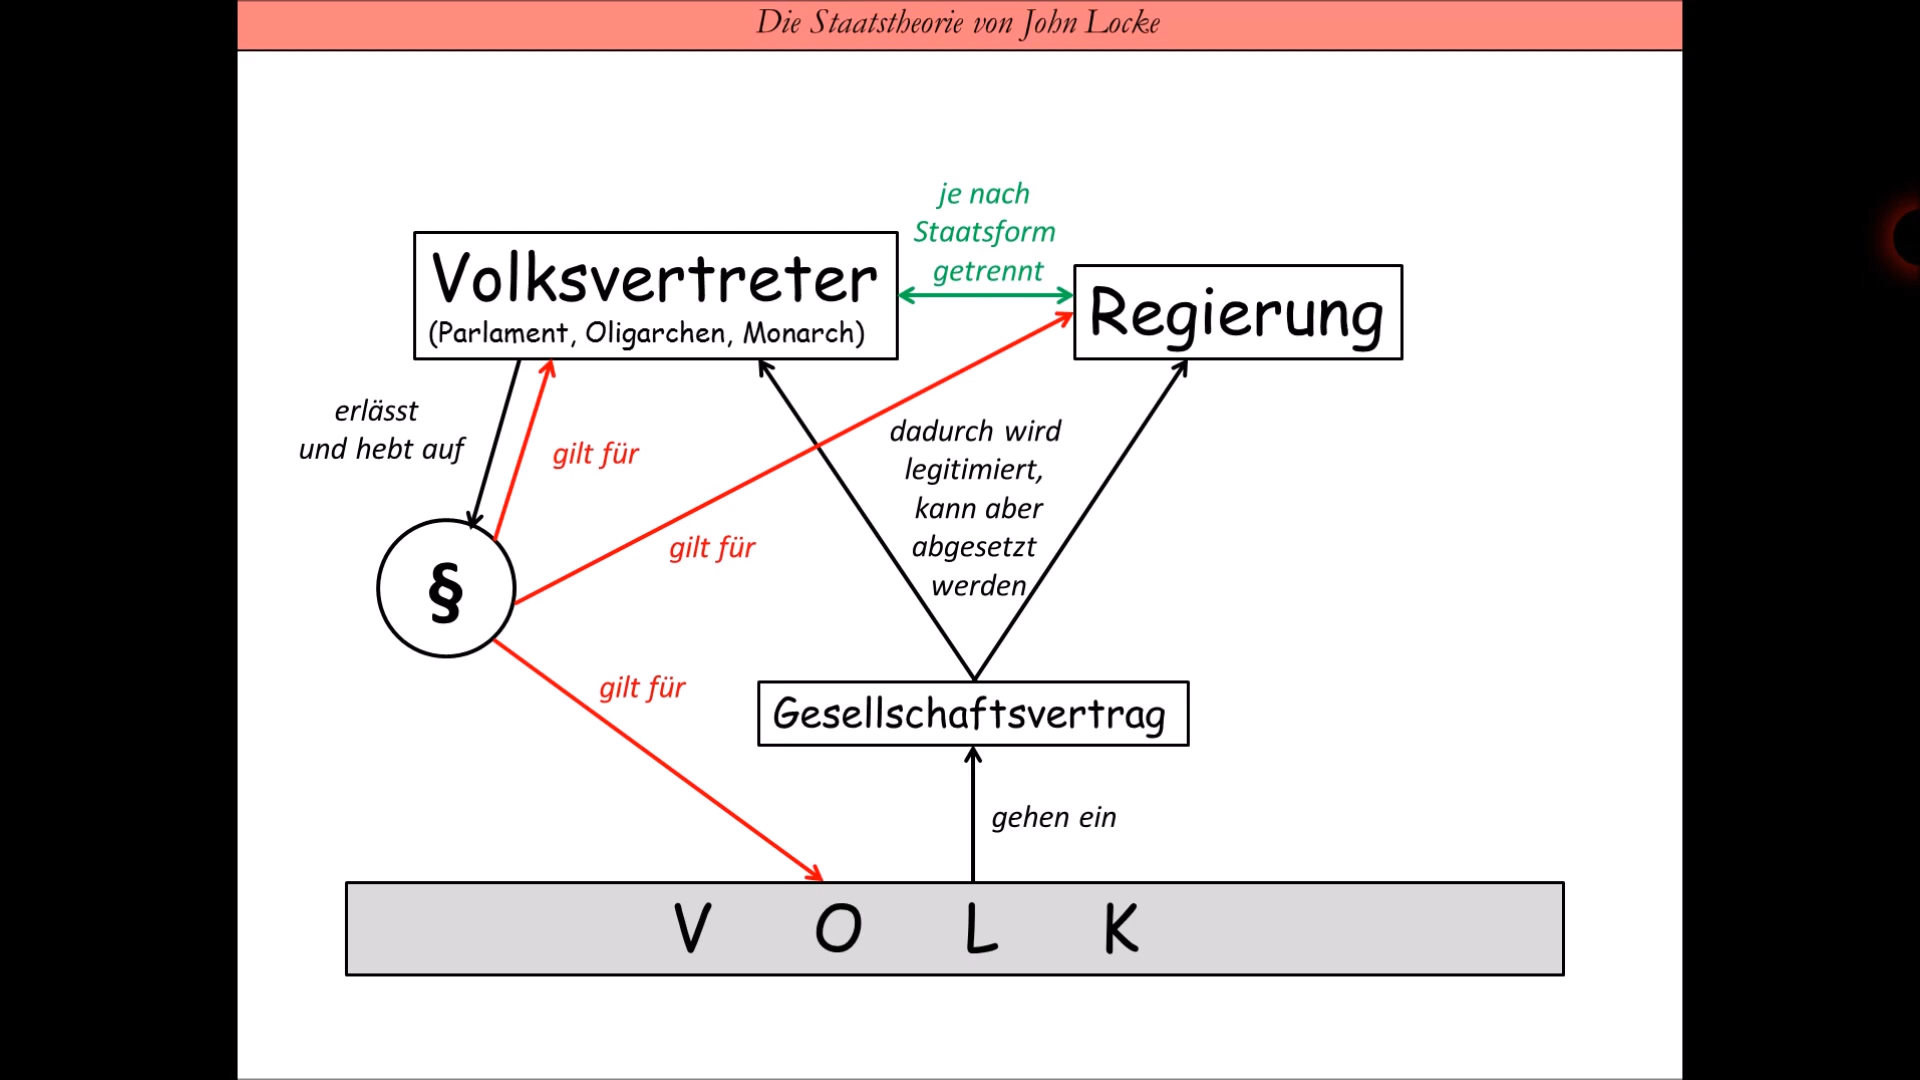 Die Staatstheorie von John Locke
je nach
Staatsform
getrennt
Volksvertreter
(Parlament, Oligarchen, Monarch)
Regierung
erlässt
und hebt auf
gilt für
dadurch wird
legitimiert,
kann aber
abgesetzt
werden
gilt für
§
gilt für
Gesellschaftsvertrag
gehen ein
V O L K